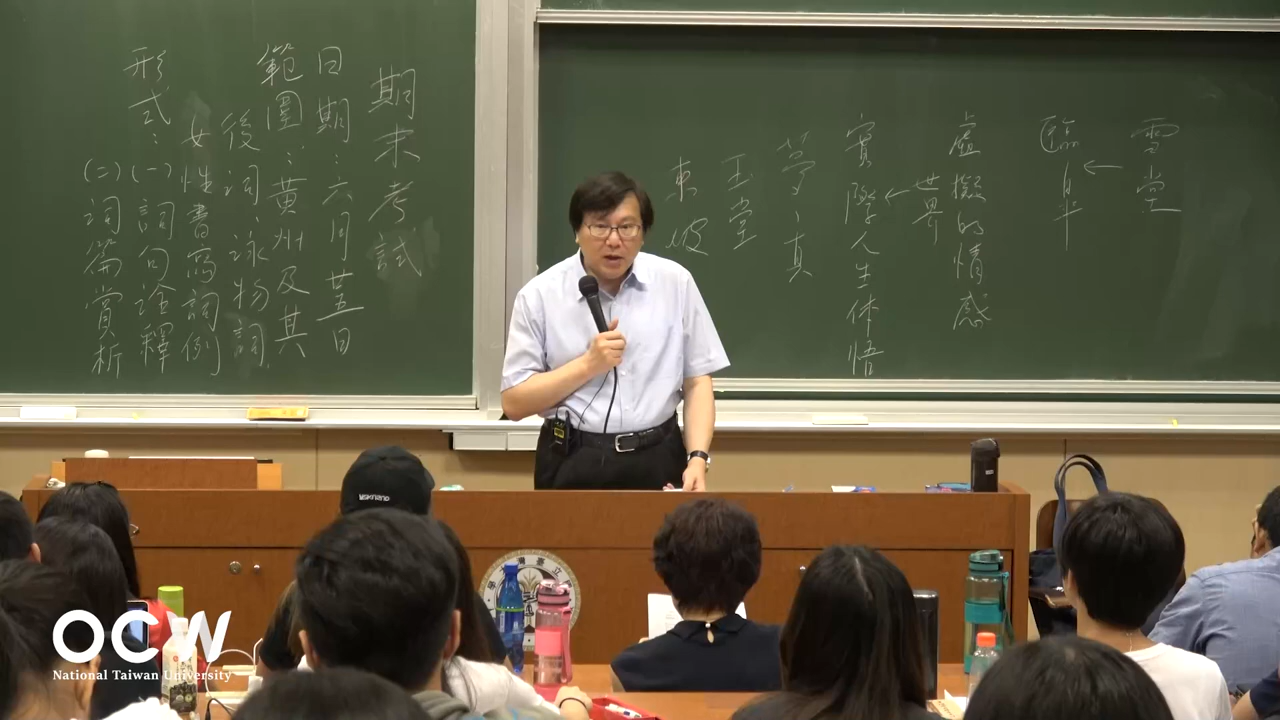 雪堂
臨皋←
虛擬的情感
世界
實際←人生体悟
夢、真
玉堂
東坡
期末考試
日期:六月廿五日
範圍:黃州及其
後詞、詠物詞、
女性書寫詞例
形式:(一)詞句詮釋
(二)詞篇賞析
OCW
National Taiwan University